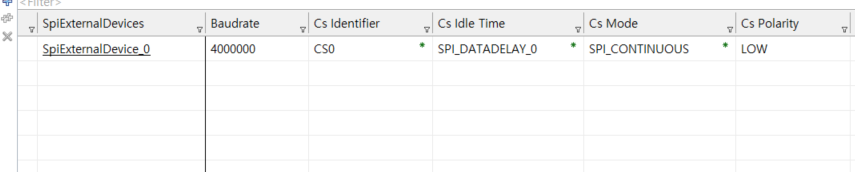 <Filter>
SpiExternalDevices Baudrate Cs Identifier Cs Idle Time Cs Mode Cs Polarity
SpiExternalDevice_0 4000000 CS0 * SPI_DATADELAY_0 * SPI_CONTINUOUS * LOW